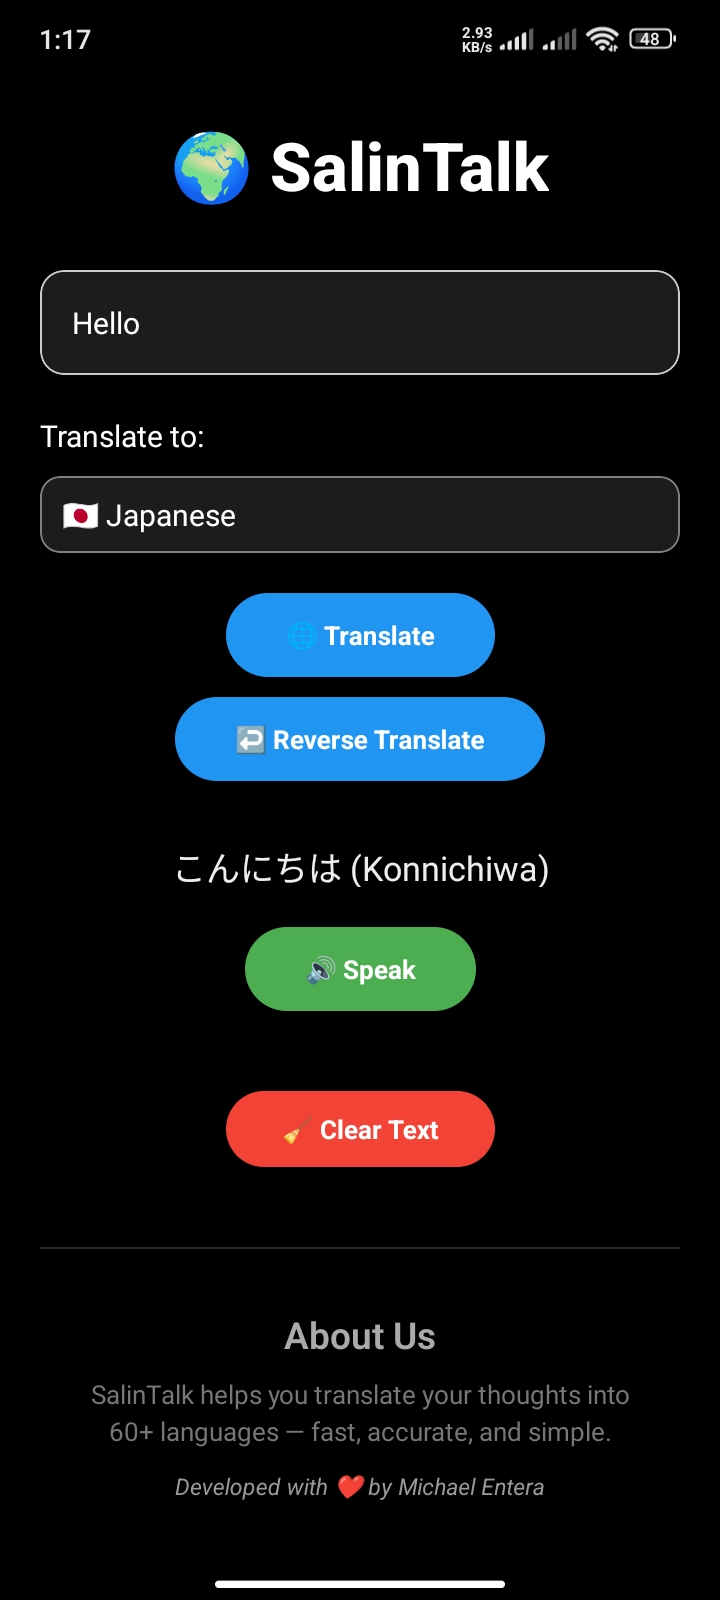 1:17
2.93
KB/s
48
🌍 SalinTalk
Hello
Translate to:
🇯🇵 Japanese
🌐 Translate
↩️ Reverse Translate
こんにちは (Konnichiwa)
🔊 Speak
🧹 Clear Text
About Us
SalinTalk helps you translate your thoughts into
60+ languages — fast, accurate, and simple.
Developed with ❤️ by Michael Entera